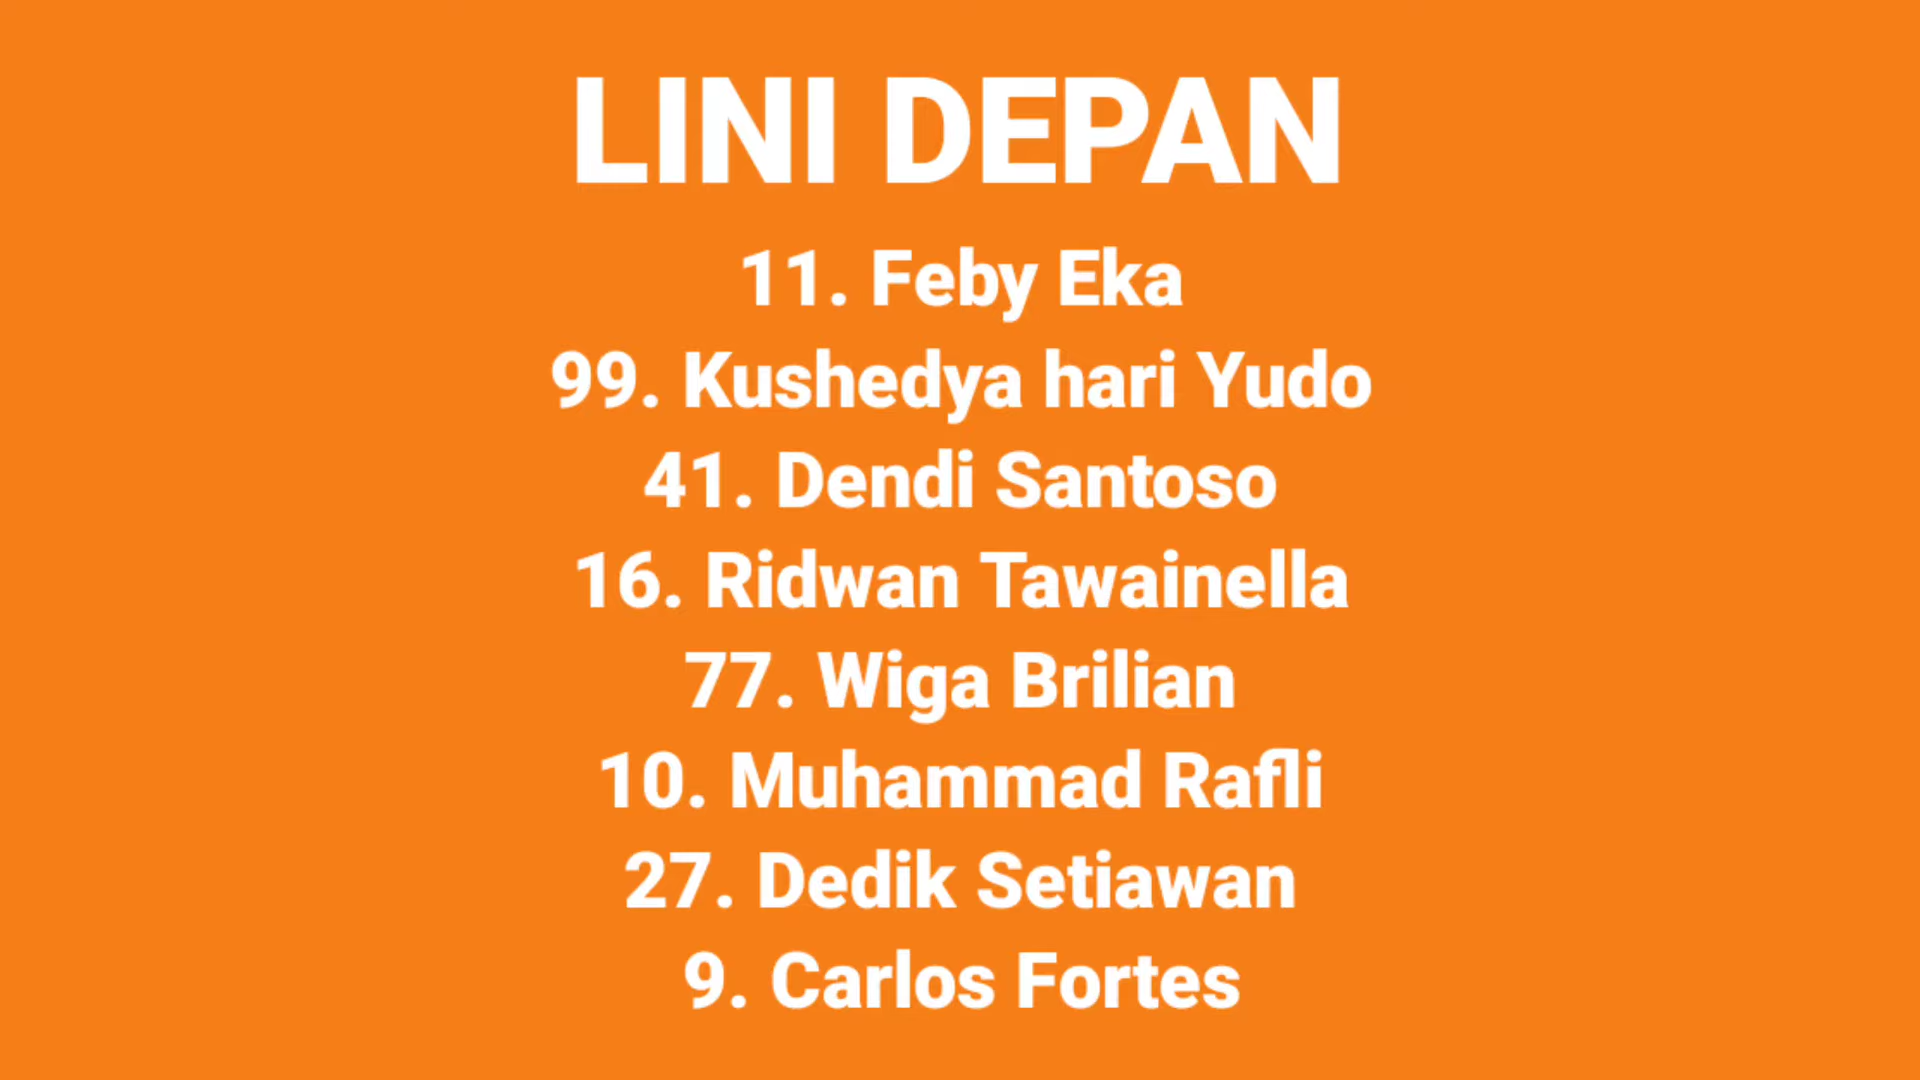 LINI DEPAN
11. Feby Eka
99. Kushedya hari Yudo
41. Dendi Santoso
16. Ridwan Tawainella
77. Wiga Brilian
10. Muhammad Rafli
27. Dedik Setiawan
9. Carlos Fortes